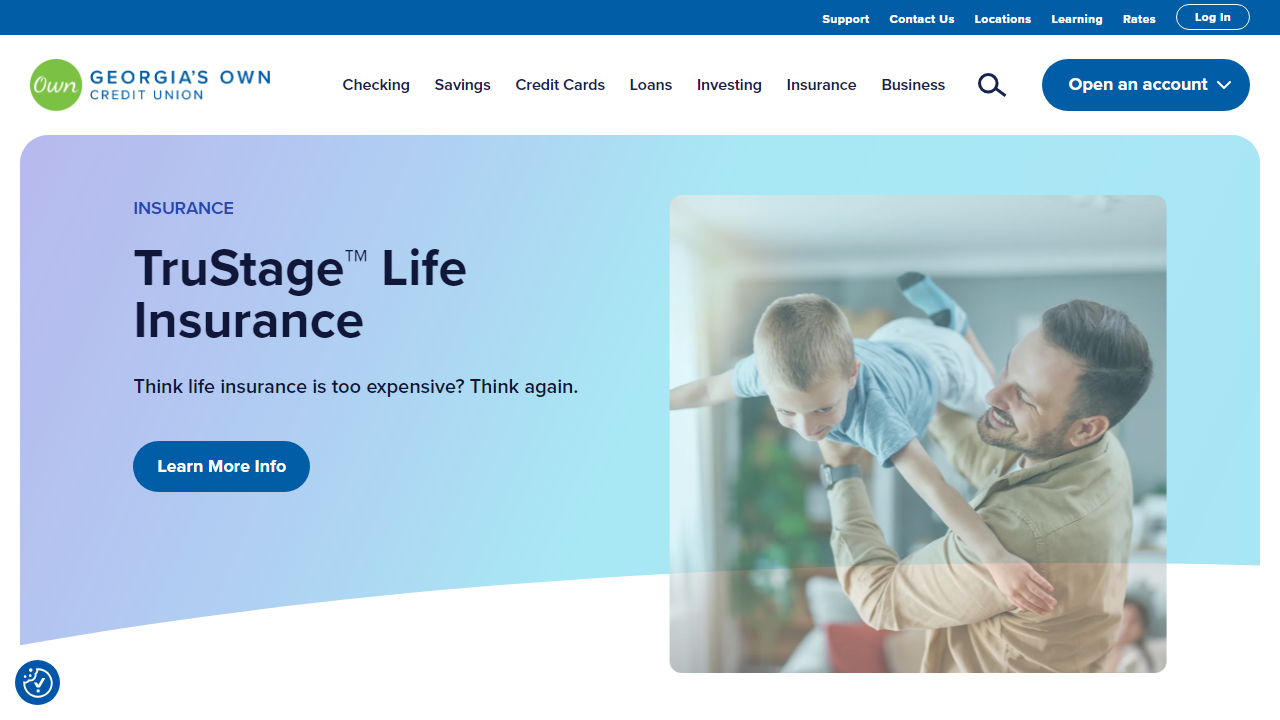 Support Contact Us Locations Learning Rates Log In
Own GEORGIA'S OWN
CREDIT UNION
Checking Savings Credit Cards Loans Investing Insurance Business Open an account
INSURANCE
TruStage™ Life
Insurance
Think life insurance is too expensive? Think again.
Learn More Info